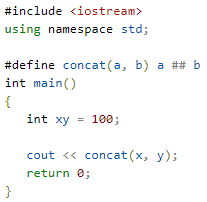 #include <iostream>
using namespace std;

#define concat(a, b) a ## b
int main()
{
   int xy = 100;

   cout << concat(x, y);
   return 0;
}